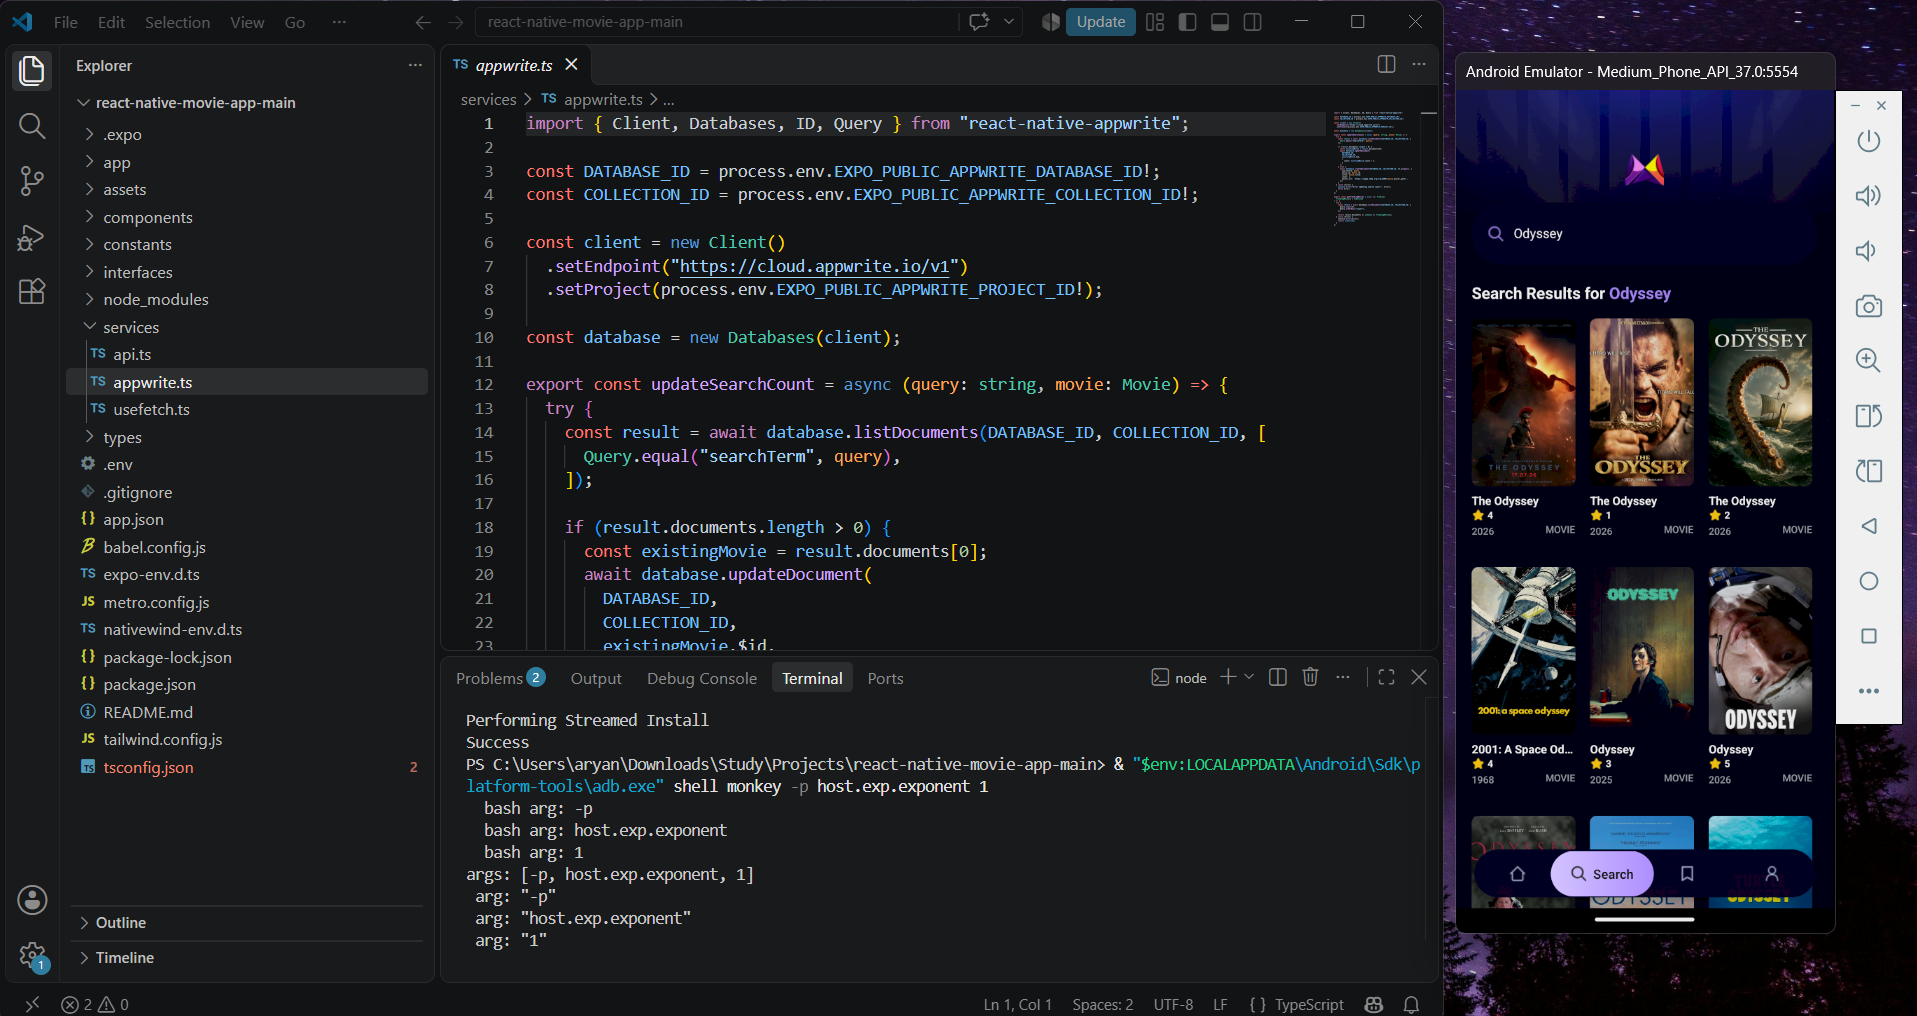 File Edit Selection View Go ...
react-native-movie-app-main
Update
Explorer
react-native-movie-app-main
.expo
app
assets
components
constants
interfaces
node_modules
services
TS api.ts
TS appwrite.ts
TS usefetch.ts
types
.env
.gitignore
{} app.json
babel.config.js
TS expo-env.d.ts
JS metro.config.js
TS nativewind-env.d.ts
{} package-lock.json
{} package.json
README.md
JS tailwind.config.js
TS tsconfig.json 2
Outline
Timeline
1
TS appwrite.ts
services > TS appwrite.ts > ...
1 import { Client, Databases, ID, Query } from "react-native-appwrite";
2
3 const DATABASE_ID = process.env.EXPO_PUBLIC_APPWRITE_DATABASE_ID!;
4 const COLLECTION_ID = process.env.EXPO_PUBLIC_APPWRITE_COLLECTION_ID!;
5
6 const client = new Client()
7 .setEndpoint("https://cloud.appwrite.io/v1")
8 .setProject(process.env.EXPO_PUBLIC_APPWRITE_PROJECT_ID!);
9
10 const database = new Databases(client);
11
12 export const updateSearchCount = async (query: string, movie: Movie) => {
13 try {
14 const result = await database.listDocuments(DATABASE_ID, COLLECTION_ID, [
15 Query.equal("searchTerm", query),
16 ]);
17
18 if (result.documents.length > 0) {
19 const existingMovie = result.documents[0];
20 await database.updateDocument(
21 DATABASE_ID,
22 COLLECTION_ID,
23 existingMovie.$id,
Problems 2 Output Debug Console Terminal Ports
node
Performing Streamed Install
Success
PS C:\Users\aryan\Downloads\Study\Projects\react-native-movie-app-main> & "$env:LOCALAPPDATA\Android\Sdk\p
latform-tools\adb.exe" shell monkey -p host.exp.exponent 1
bash arg: -p
bash arg: host.exp.exponent
bash arg: 1
args: [-p, host.exp.exponent, 1]
arg: "-p"
arg: "host.exp.exponent"
arg: "1"
2 0
Ln 1, Col 1 Spaces: 2 UTF-8 LF {} TypeScript
Android Emulator - Medium_Phone_API_37.0:5554
Odyssey
Search Results for Odyssey
THE ODYSSEY
THE
ODYSSEY
THE
ODYSSEY
The Odyssey
The Odyssey
The Odyssey
4
1
2
2026 MOVIE
2026 MOVIE
2026 MOVIE
2001: a space odyssey
ODYSSEY
ODYSSEY
2001: A Space Od...
Odyssey
Odyssey
4
3
5
1968 MOVIE
2025 MOVIE
2026 MOVIE
Search
ODYSSEY
ODYSSEY